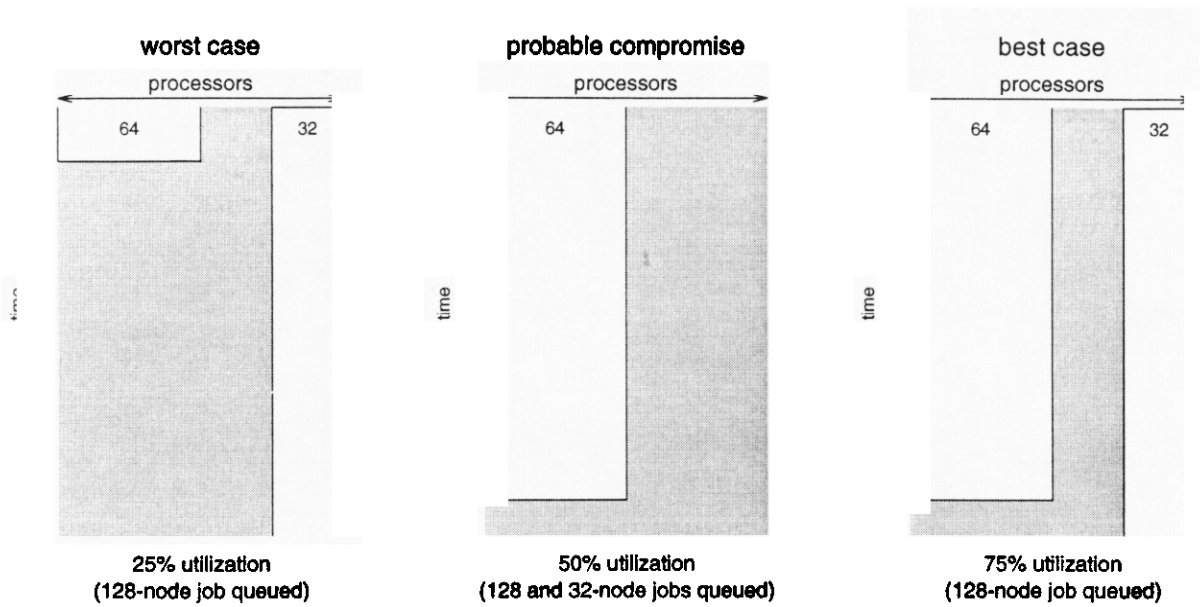 worst case
processors
64
32
time
25% utilization
(128-node job queued)
probable compromise
processors
64
time
50% utilization
(128 and 32-node jobs queued)
best case
processors
64
32
time
75% utilization
(128-node job queued)